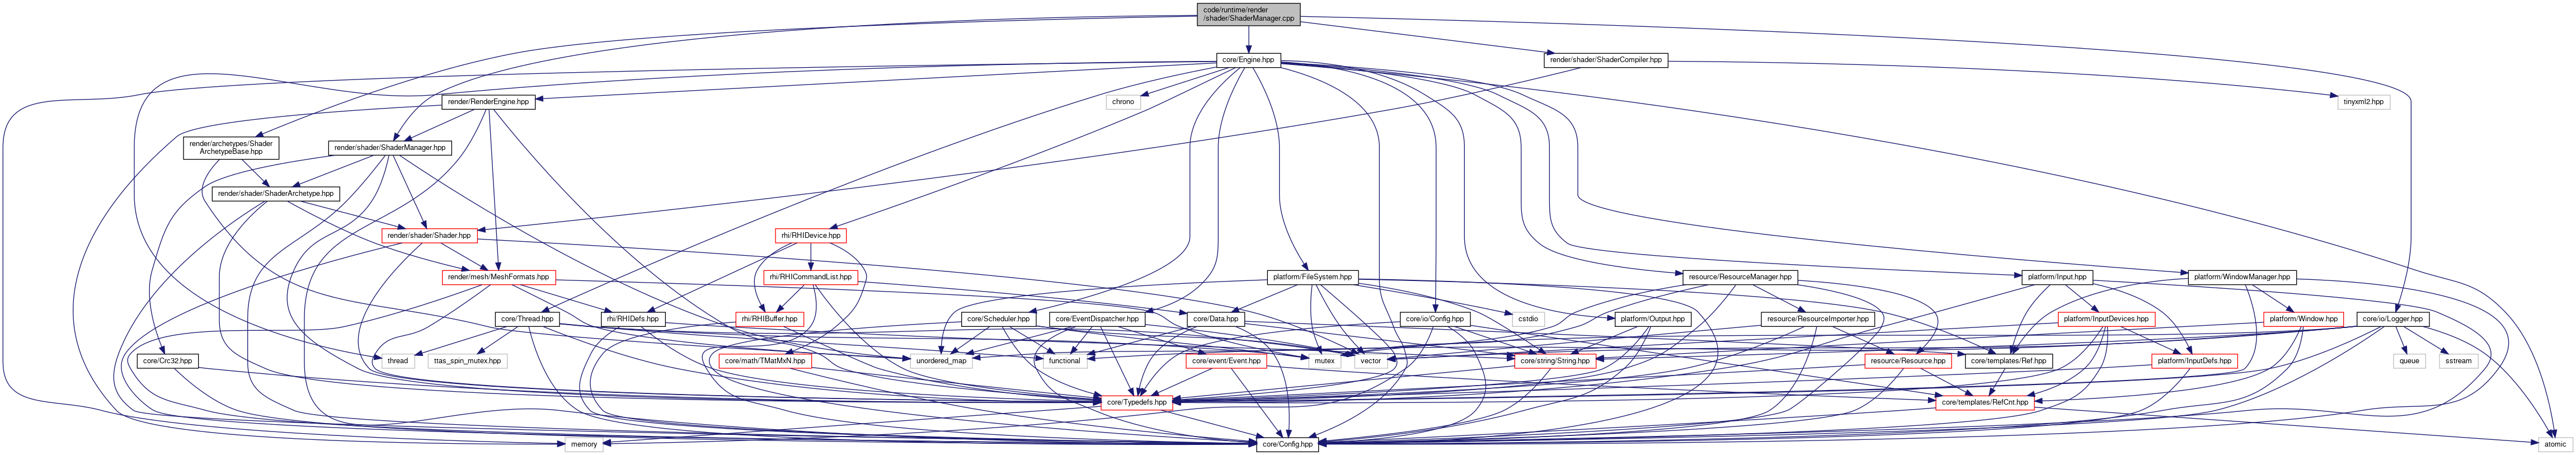 code/runtime/render
/shader/ShaderManager.cpp
core/Engine.hpp
render/shader/ShaderCompiler.hpp
render/RenderEngine.hpp
chrono
tinyxml2.hpp
render/archetypes/Shader
ArchetypeBase.hpp
render/shader/ShaderManager.hpp
render/shader/ShaderArchetype.hpp
render/shader/Shader.hpp
rhi/RHIDevice.hpp
render/mesh/MeshFormats.hpp
rhi/RHICommandList.hpp
platform/FileSystem.hpp
resource/ResourceManager.hpp
platform/Input.hpp
platform/WindowManager.hpp
core/Thread.hpp
rhi/RHIDefs.hpp
rhi/RHIBuffer.hpp
core/Scheduler.hpp
core/EventDispatcher.hpp
core/Data.hpp
cstdio
core/io/Config.hpp
platform/Output.hpp
resource/ResourceImporter.hpp
platform/InputDevices.hpp
platform/Window.hpp
core/io/Logger.hpp
core/Crc32.hpp
thread
ttas_spin_mutex.hpp
core/math/TMatMxN.hpp
unordered_map
functional
core/event/Event.hpp
mutex
vector
core/string/String.hpp
resource/Resource.hpp
core/templates/Ref.hpp
platform/InputDefs.hpp
queue
sstream
core/Typedefs.hpp
core/templates/RefCnt.hpp
memory
core/Config.hpp
atomic